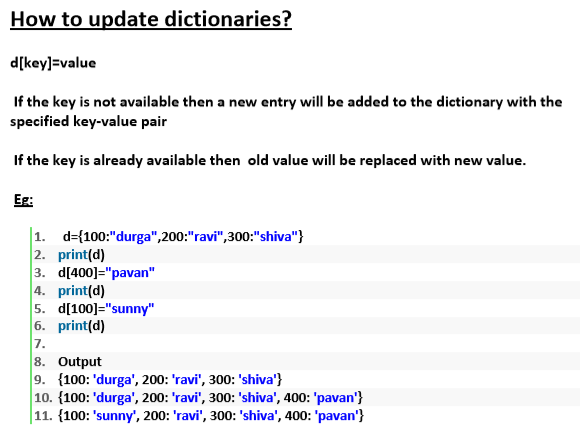 How to update dictionaries?
d[key]=value
If the key is not available then a new entry will be added to the dictionary with the
specified key-value pair
If the key is already available then  old value will be replaced with new value.
Eg:
1. d={100:"durga",200:"ravi",300:"shiva"}
2. print(d)
3. d[400]="pavan"
4. print(d)
5. d[100]="sunny"
6. print(d)
7.
8. Output
9. {100: 'durga', 200: 'ravi', 300: 'shiva'}
10. {100: 'durga', 200: 'ravi', 300: 'shiva', 400: 'pavan'}
11. {100: 'sunny', 200: 'ravi', 300: 'shiva', 400: 'pavan'}